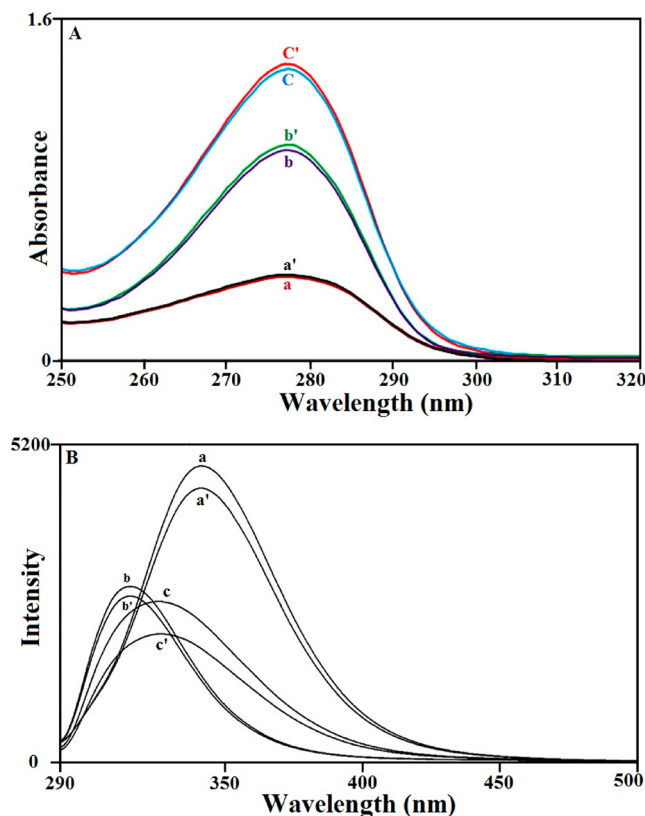 1.6
A
C'
C
b'
b
a'
a
Absorbance
0
250 260 270 280 290 300 310 320
Wavelength (nm)
5200
B
a
a'
b
b'
c
c'
Intensity
0
290 350 400 450 500
Wavelength (nm)